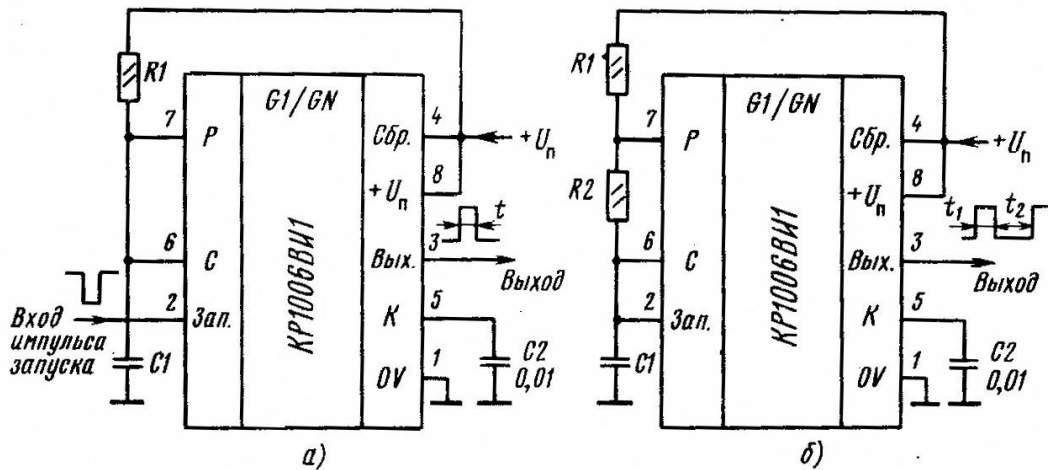 R1
G1/GN
7
P
Сбр.
4
+Uп
+Uп
8
t
КР1006ВИ1
6
C
Вых.
3
Выход
2
Зап.
Вход
импульса
запуска
K
5
C1
C2
0,01
OV
1
а)
R1
G1/GN
7
P
Сбр.
4
+Uп
R2
+Uп
8
t1
t2
КР1006ВИ1
6
C
Вых.
3
Выход
2
Зап.
K
5
C1
C2
0,01
OV
1
б)